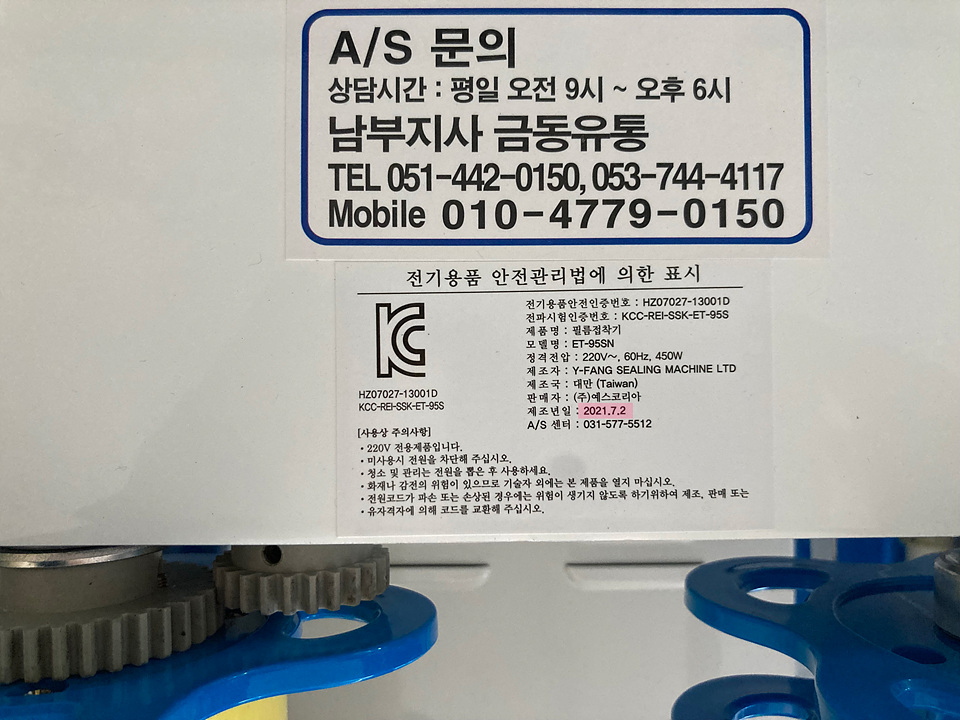 A/S 문의
상담시간 : 평일 오전 9시 ~ 오후 6시
남부지사 금동유통
TEL 051-442-0150, 053-744-4117
Mobile 010-4779-0150
전기용품 안전관리법에 의한 표시
HZ07027-13001D
KCC-REI-SSK-ET-95S
전기용품안전인증번호 : HZ07027-13001D
전파시험인증번호 : KCC-REI-SSK-ET-95S
제품명 : 필름접착기
모델명 : ET-95SN
정격전압 : 220V~, 60Hz, 450W
제조자 : Y-FANG SEALING MACHINE LTD
제조국 : 대만 (Taiwan)
판매자 : (주)예스코리아
제조년일 : 2021.7.2
A/S 센터 : 031-577-5512
[사용상 주의사항]
• 220V 전용제품입니다.
• 미사용시 전원을 차단해 주십시오.
• 청소 및 관리는 전원을 뽑은 후 사용하세요.
• 화재나 감전의 위험이 있으므로 기술자 외에는 본 제품을 열지 마십시오.
• 전원코드가 파손 또는 손상된 경우에는 위험이 생기지 않도록 하기위하여 제조, 판매 또는
• 유자격자에 의해 코드를 교환해 주십시오.